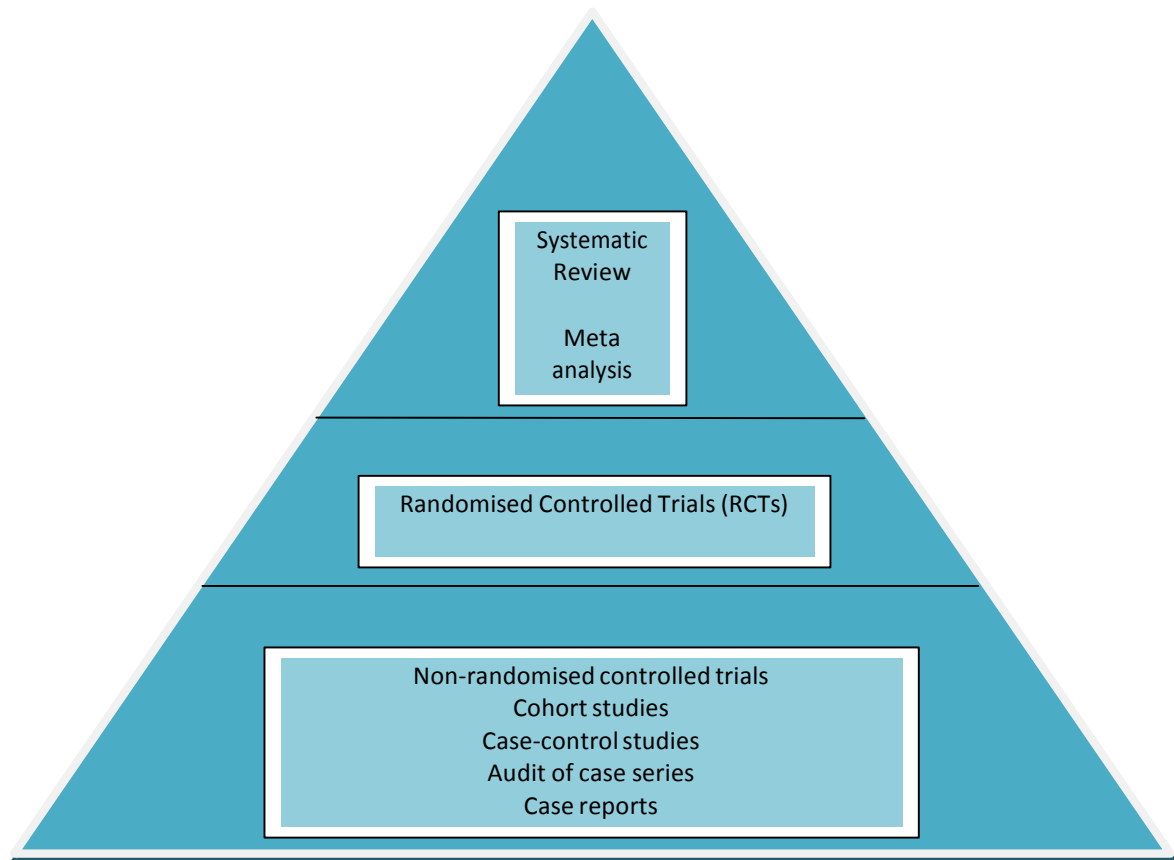 Systematic
Review
Meta
analysis
Randomised Controlled Trials (RCTs)
Non-randomised controlled trials
Cohort studies
Case-control studies
Audit of case series
Case reports